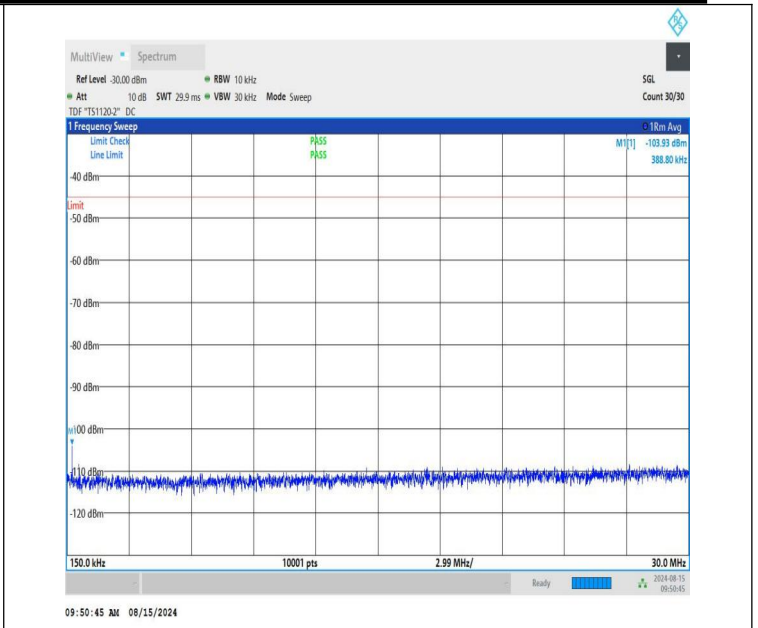 MultiView Spectrum
Ref Level -30.00 dBm RBW 10 kHz SGL
Att 10 dB SWT 29.9 ms VBW 30 kHz Mode Sweep Count 30/30
TDF "TS1120-2" DC
1 Frequency Sweep 1Rm Avg
Limit Check PASS M1[1] -103.93 dBm
Line Limit PASS 388.80 kHz
-40 dBm
Limit
-50 dBm
-60 dBm
-70 dBm
-80 dBm
-90 dBm
M1
-100 dBm
-110 dBm
-120 dBm
150.0 kHz 10001 pts 2.99 MHz/ 30.0 MHz
Ready 2024-08-15
09:50:45
09:50:45 AM 08/15/2024